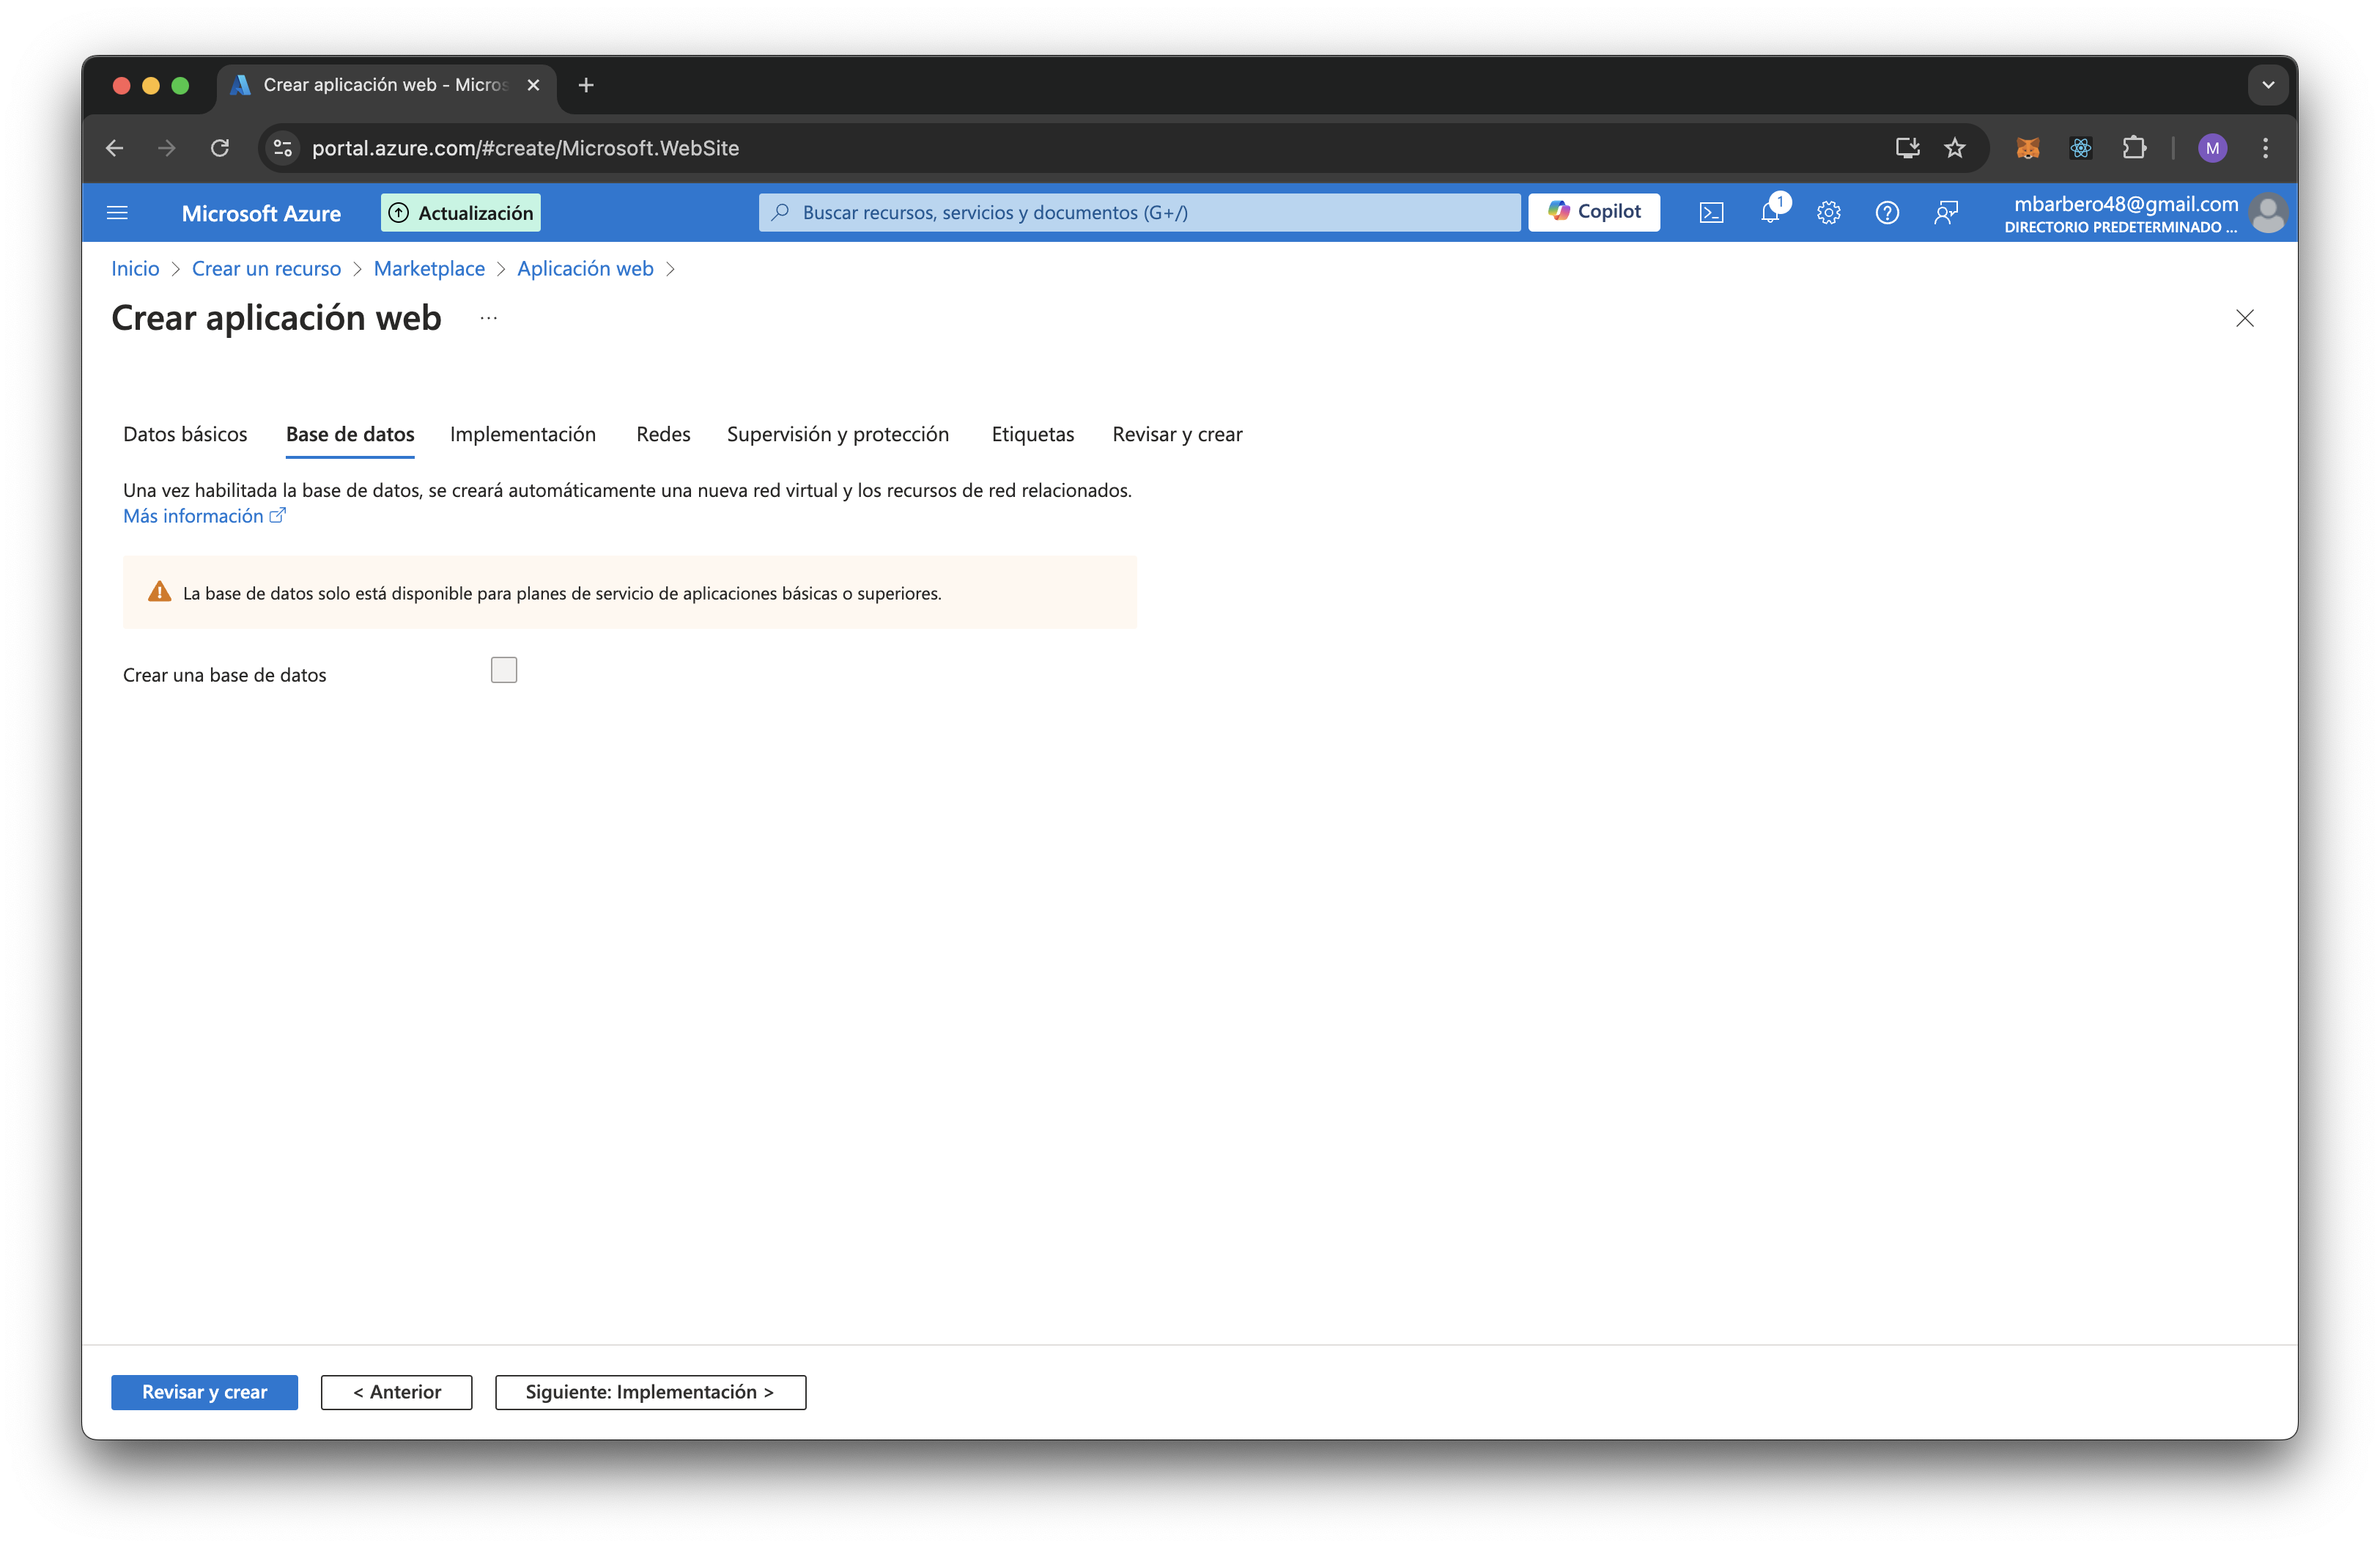 Crear aplicación web - Micros
portal.azure.com/#create/Microsoft.WebSite
M
Microsoft Azure
Actualización
Buscar recursos, servicios y documentos (G+/)
Copilot
1
mbarbero48@gmail.com
DIRECTORIO PREDETERMINADO ...
Inicio > Crear un recurso > Marketplace > Aplicación web >
Crear aplicación web ...
Datos básicos Base de datos Implementación Redes Supervisión y protección Etiquetas Revisar y crear
Una vez habilitada la base de datos, se creará automáticamente una nueva red virtual y los recursos de red relacionados.
Más información
La base de datos solo está disponible para planes de servicio de aplicaciones básicas o superiores.
Crear una base de datos
Revisar y crear
< Anterior
Siguiente: Implementación >